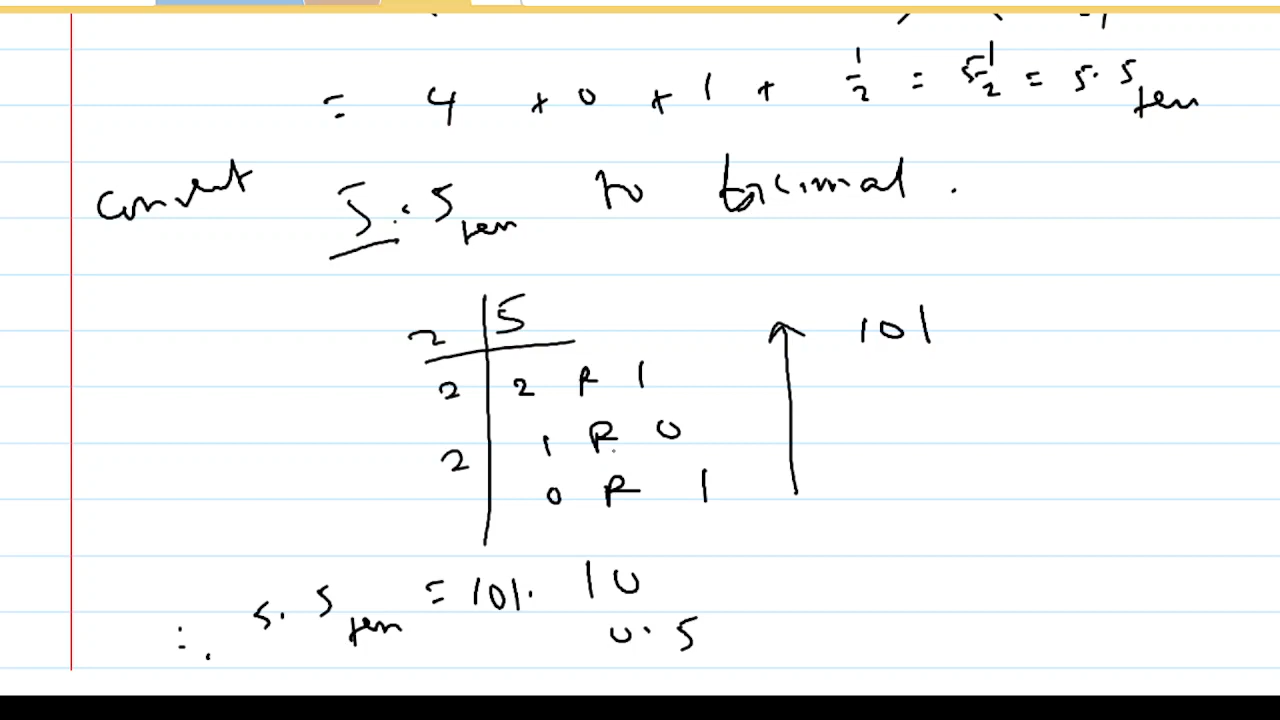 = 4 + 0 + 1 + 1/2 = 5 1/2 = 5.5 ten
Convert 5.5 ten to bicimal.
2 | 5
2 | 2 R 1
2 | 1 R 0
0 R 1
101
∴ 5.5 ten = 101.10
0.5